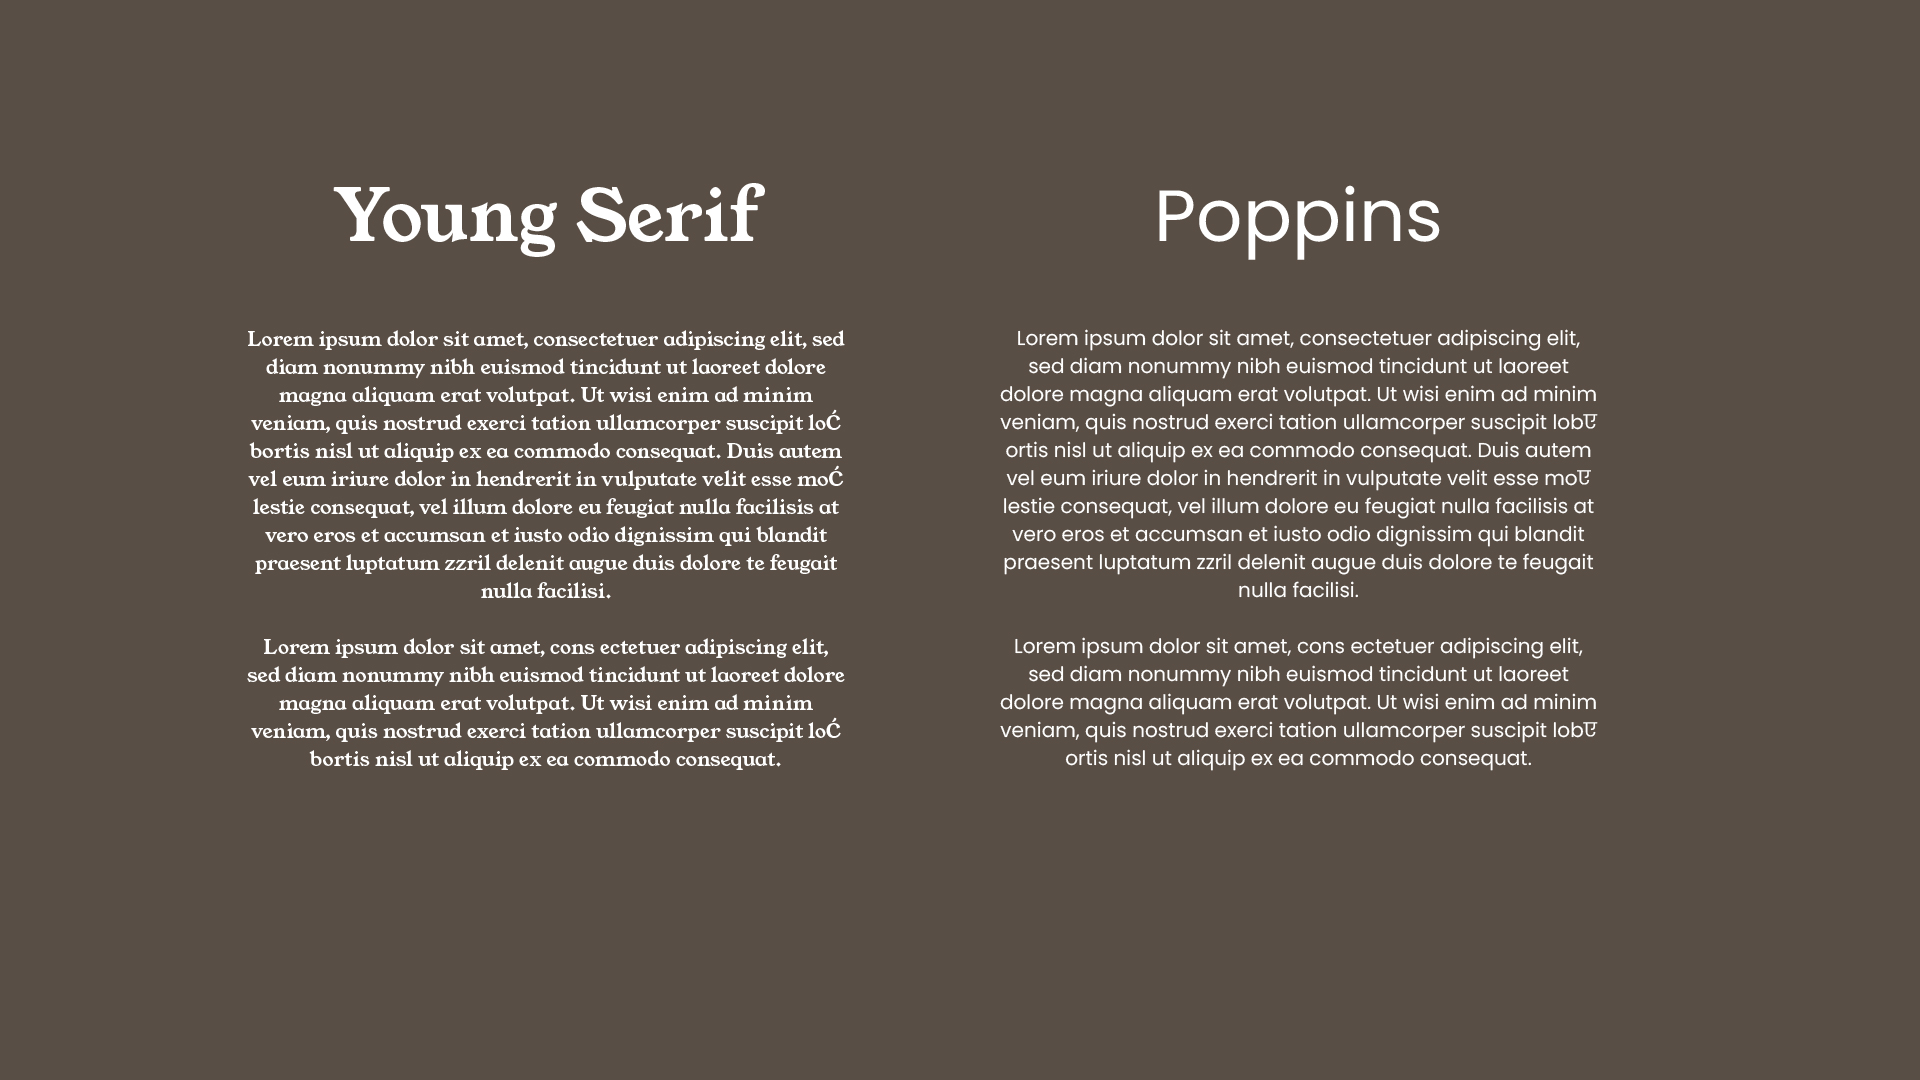 Young Serif
Lorem ipsum dolor sit amet, consectetuer adipiscing elit, sed
diam nonummy nibh euismod tincidunt ut laoreet dolore
magna aliquam erat volutpat. Ut wisi enim ad minim
veniam, quis nostrud exerci tation ullamcorper suscipit loĆ
bortis nisl ut aliquip ex ea commodo consequat. Duis autem
vel eum iriure dolor in hendrerit in vulputate velit esse moĆ
lestie consequat, vel illum dolore eu feugiat nulla facilisis at
vero eros et accumsan et iusto odio dignissim qui blandit
praesent luptatum zzril delenit augue duis dolore te feugait
nulla facilisi.
Lorem ipsum dolor sit amet, cons ectetuer adipiscing elit,
sed diam nonummy nibh euismod tincidunt ut laoreet dolore
magna aliquam erat volutpat. Ut wisi enim ad minim
veniam, quis nostrud exerci tation ullamcorper suscipit loĆ
bortis nisl ut aliquip ex ea commodo consequat.
Poppins
Lorem ipsum dolor sit amet, consectetuer adipiscing elit,
sed diam nonummy nibh euismod tincidunt ut laoreet
dolore magna aliquam erat volutpat. Ut wisi enim ad minim
veniam, quis nostrud exerci tation ullamcorper suscipit lobਓ
ortis nisl ut aliquip ex ea commodo consequat. Duis autem
vel eum iriure dolor in hendrerit in vulputate velit esse mo
lestie consequat, vel illum dolore eu feugiat nulla facilisis at
vero eros et accumsan et iusto odio dignissim qui blandit
praesent luptatum zzril delenit augue duis dolore te feugait
nulla facilisi.
Lorem ipsum dolor sit amet, cons ectetuer adipiscing elit,
sed diam nonummy nibh euismod tincidunt ut laoreet
dolore magna aliquam erat volutpat. Ut wisi enim ad minim
veniam, quis nostrud exerci tation ullamcorper suscipit lob
ortis nisl ut aliquip ex ea commodo consequat.